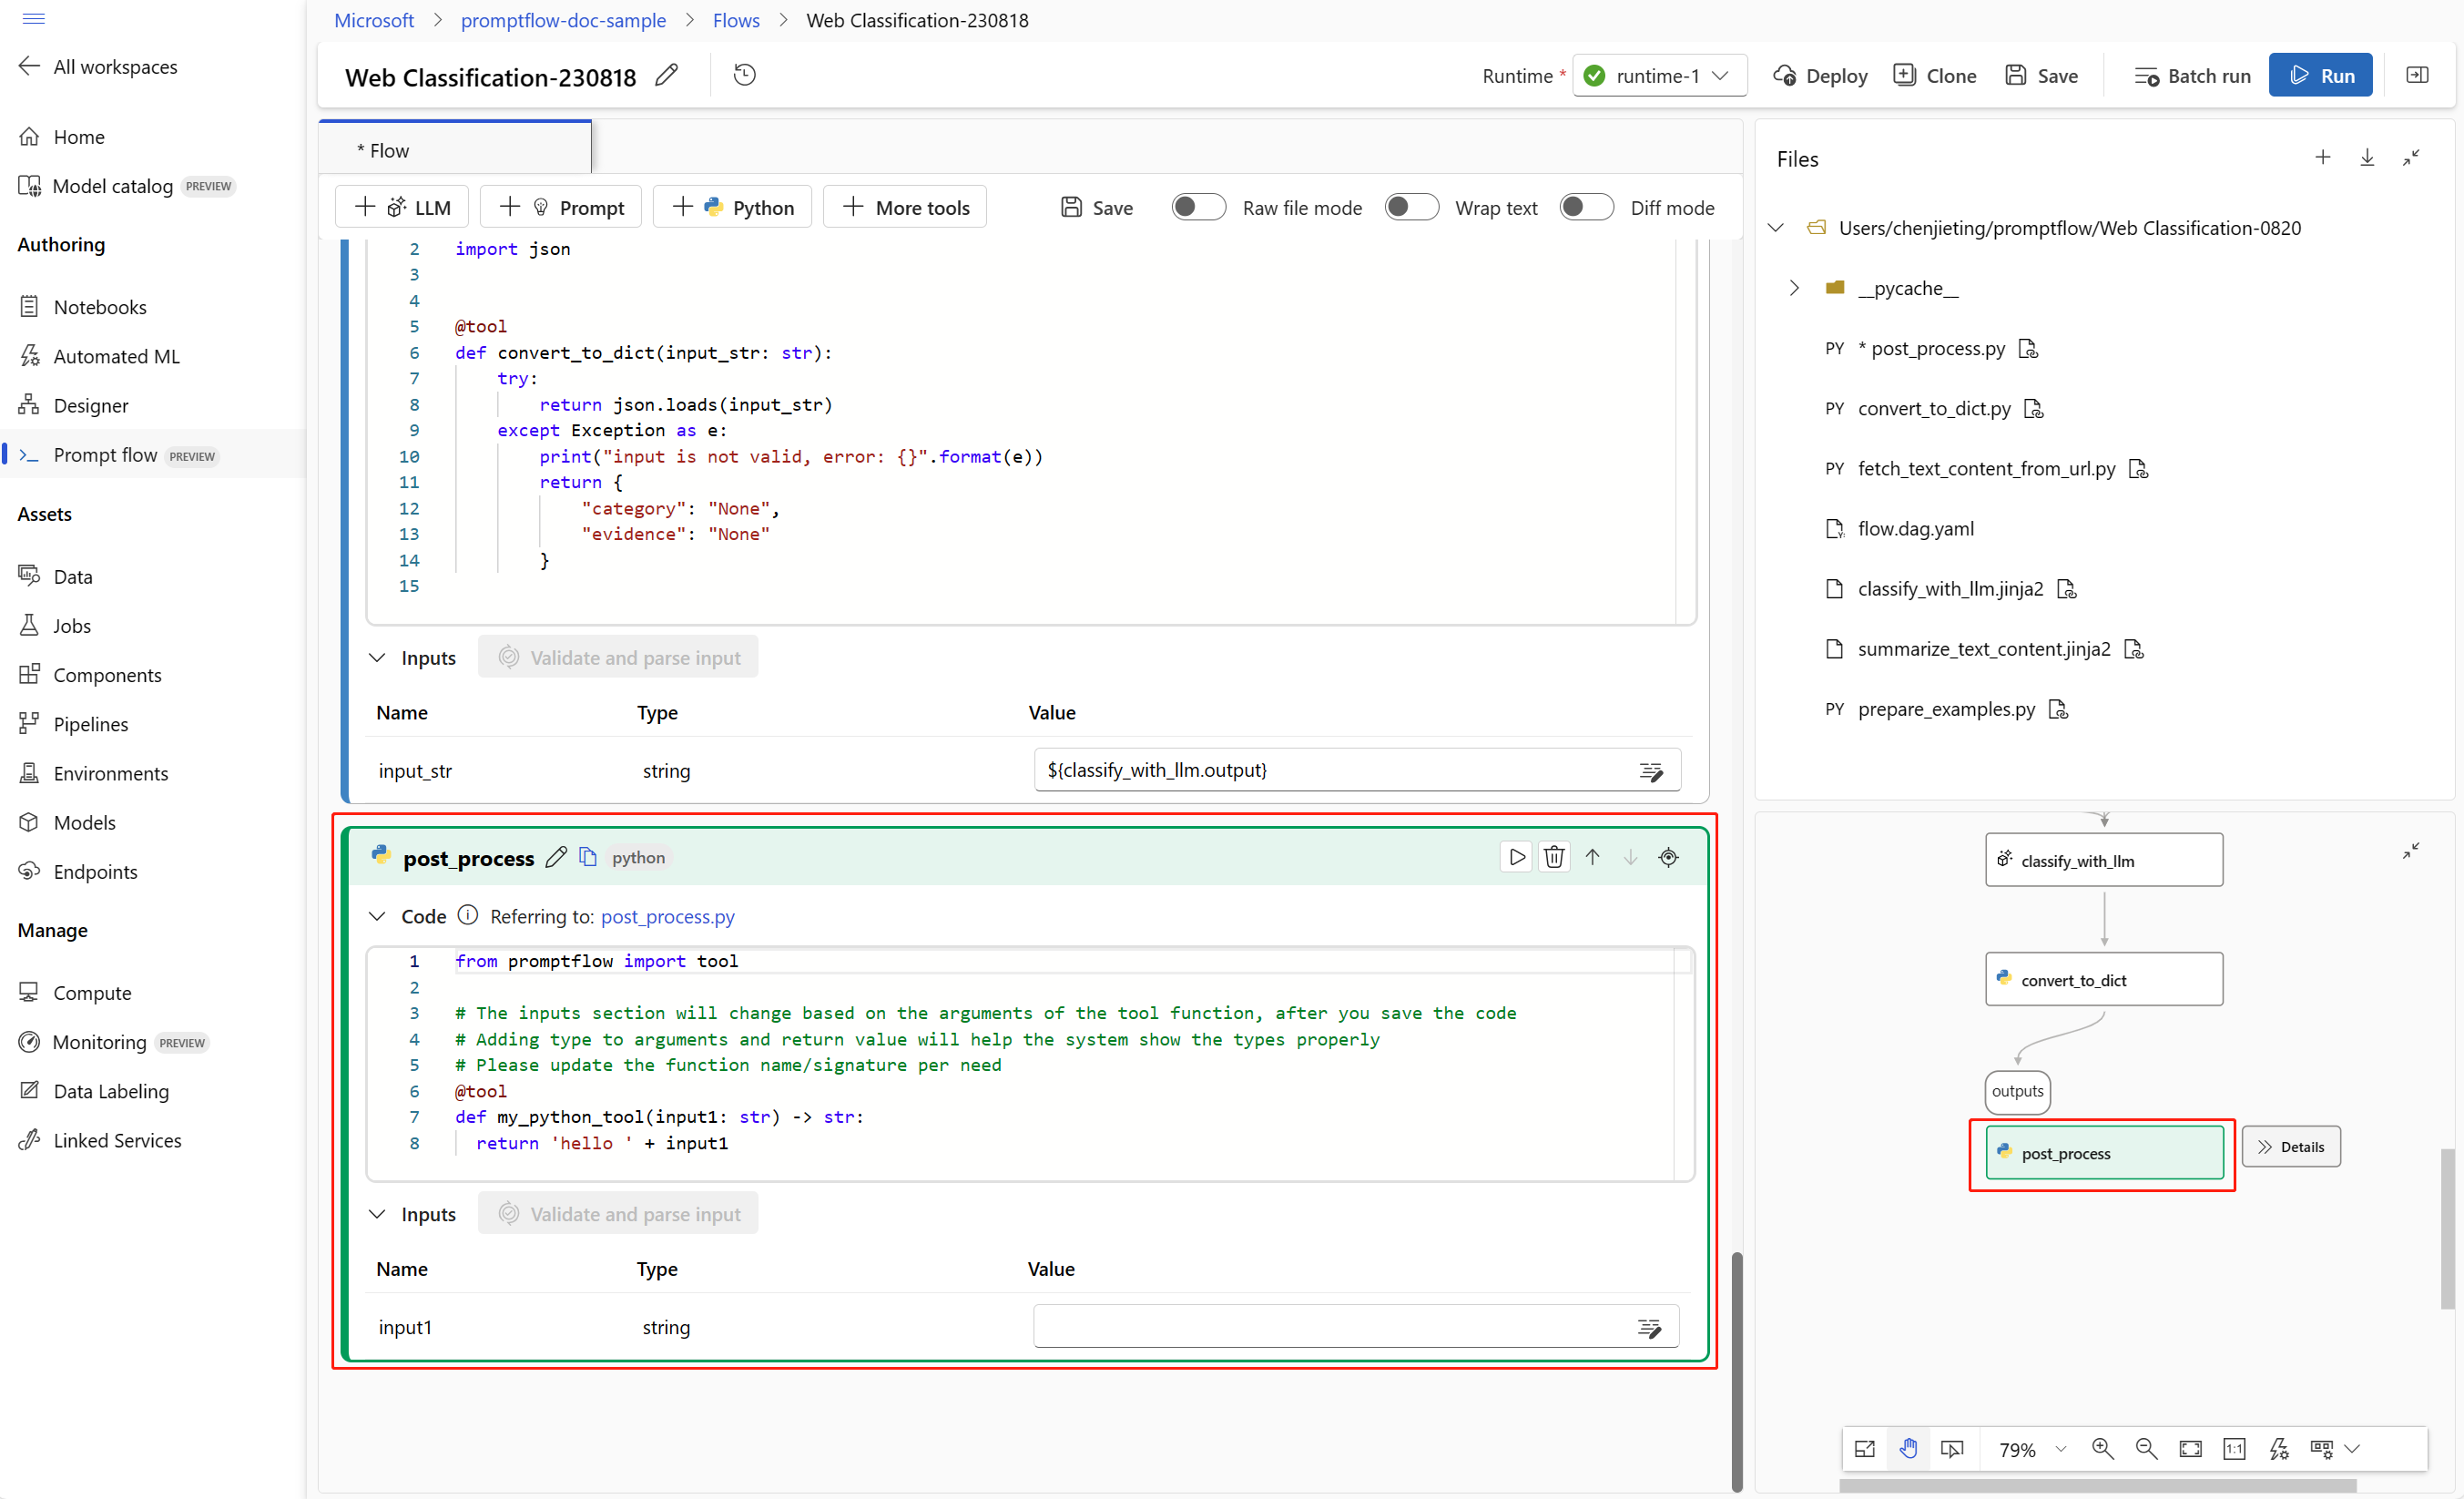 Microsoft > promptflow-doc-sample > Flows > Web Classification-230818
All workspaces
Home
Model catalog PREVIEW
Authoring
Notebooks
Automated ML
Designer
Prompt flow PREVIEW
Assets
Data
Jobs
Components
Pipelines
Environments
Models
Endpoints
Manage
Compute
Monitoring PREVIEW
Data Labeling
Linked Services
Web Classification-230818
Runtime * runtime-1 Deploy Clone Save Batch run Run
* Flow
+ LLM + Prompt + Python + More tools Save Raw file mode Wrap text Diff mode
2 import json
3
4
5 @tool
6 def convert_to_dict(input_str: str):
7 try:
8 return json.loads(input_str)
9 except Exception as e:
10 print("input is not valid, error: {}".format(e))
11 return {
12 "category": "None",
13 "evidence": "None"
14 }
15
Inputs Validate and parse input
Name Type Value
input_str string ${classify_with_llm.output}
post_process python
Code Referring to: post_process.py
1 from promptflow import tool
2
3 # The inputs section will change based on the arguments of the tool function, after you save the code
4 # Adding type to arguments and return value will help the system show the types properly
5 # Please update the function name/signature per need
6 @tool
7 def my_python_tool(input1: str) -> str:
8 return 'hello ' + input1
Inputs Validate and parse input
Name Type Value
input1 string
Files
Users/chenjieting/promptflow/Web Classification-0820
__pycache__
PY * post_process.py
PY convert_to_dict.py
PY fetch_text_content_from_url.py
flow.dag.yaml
classify_with_llm.jinja2
summarize_text_content.jinja2
PY prepare_examples.py
classify_with_llm
convert_to_dict
outputs
post_process
Details
79% 1:1